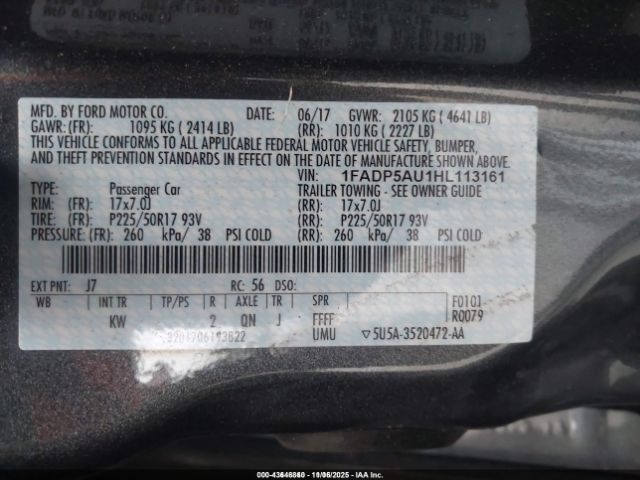 MFD. BY FORD MOTOR CO. DATE: 06/17 GVWR: 2105 KG ( 4641 LB)
GAWR: (FR): 1095 KG ( 2414 LB) (RR): 1010 KG ( 2227 LB)
THIS VEHICLE CONFORMS TO ALL APPLICABLE FEDERAL MOTOR VEHICLE SAFETY, BUMPER,
AND THEFT PREVENTION STANDARDS IN EFFECT ON THE DATE OF MANUFACTURE SHOWN ABOVE.
VIN: 1FADP5AU1HL113161
TYPE: Passenger Car TRAILER TOWING - SEE OWNER GUIDE
RIM: (FR): 17x7.0J (RR): 17x7.0J
TIRE: (FR): P225/50R17 93V (RR): P225/50R17 93V
PRESSURE: (FR): 260 kPa/ 38 PSI COLD (RR): 260 kPa/ 38 PSI COLD
EXT PNT: J7 RC: 56 DSO:
WB INT TR TP/PS R AXLE TR SPR F0101
KW 2 QN J FFFF R0079
UMU ▽5U5A-3520472-AA
000-43646860 - 10/06/2025 - IAA, Inc.